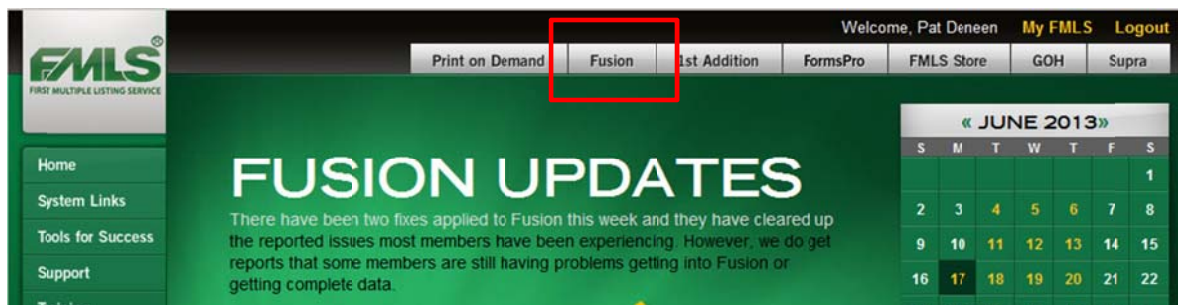 Welcome, Pat Deneen My FMLS Logout
FMLS®
FIRST MULTIPLE LISTING SERVICE
Print on Demand Fusion 1st Addition FormsPro FMLS Store GOH Supra
« JUNE 2013»
S M T W T F S
1
2 3 4 5 6 7 8
9 10 11 12 13 14 15
16 17 18 19 20 21 22
Home
System Links
Tools for Success
Support
FUSION UPDATES
There have been two fixes applied to Fusion this week and they have cleared up
the reported issues most members have been experiencing. However, we do get
reports that some members are still having problems getting into Fusion or
getting complete data.